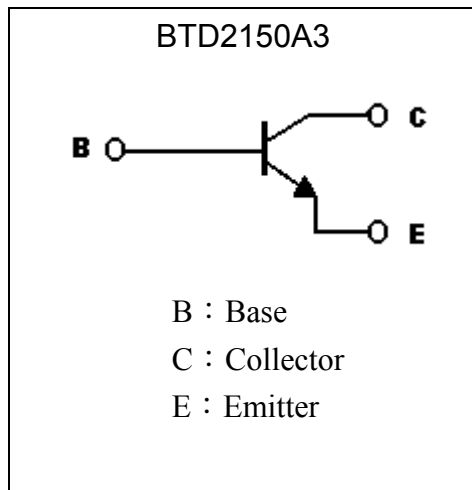 BTD2150A3
C
B
E
B：Base
C：Collector
E：Emitter